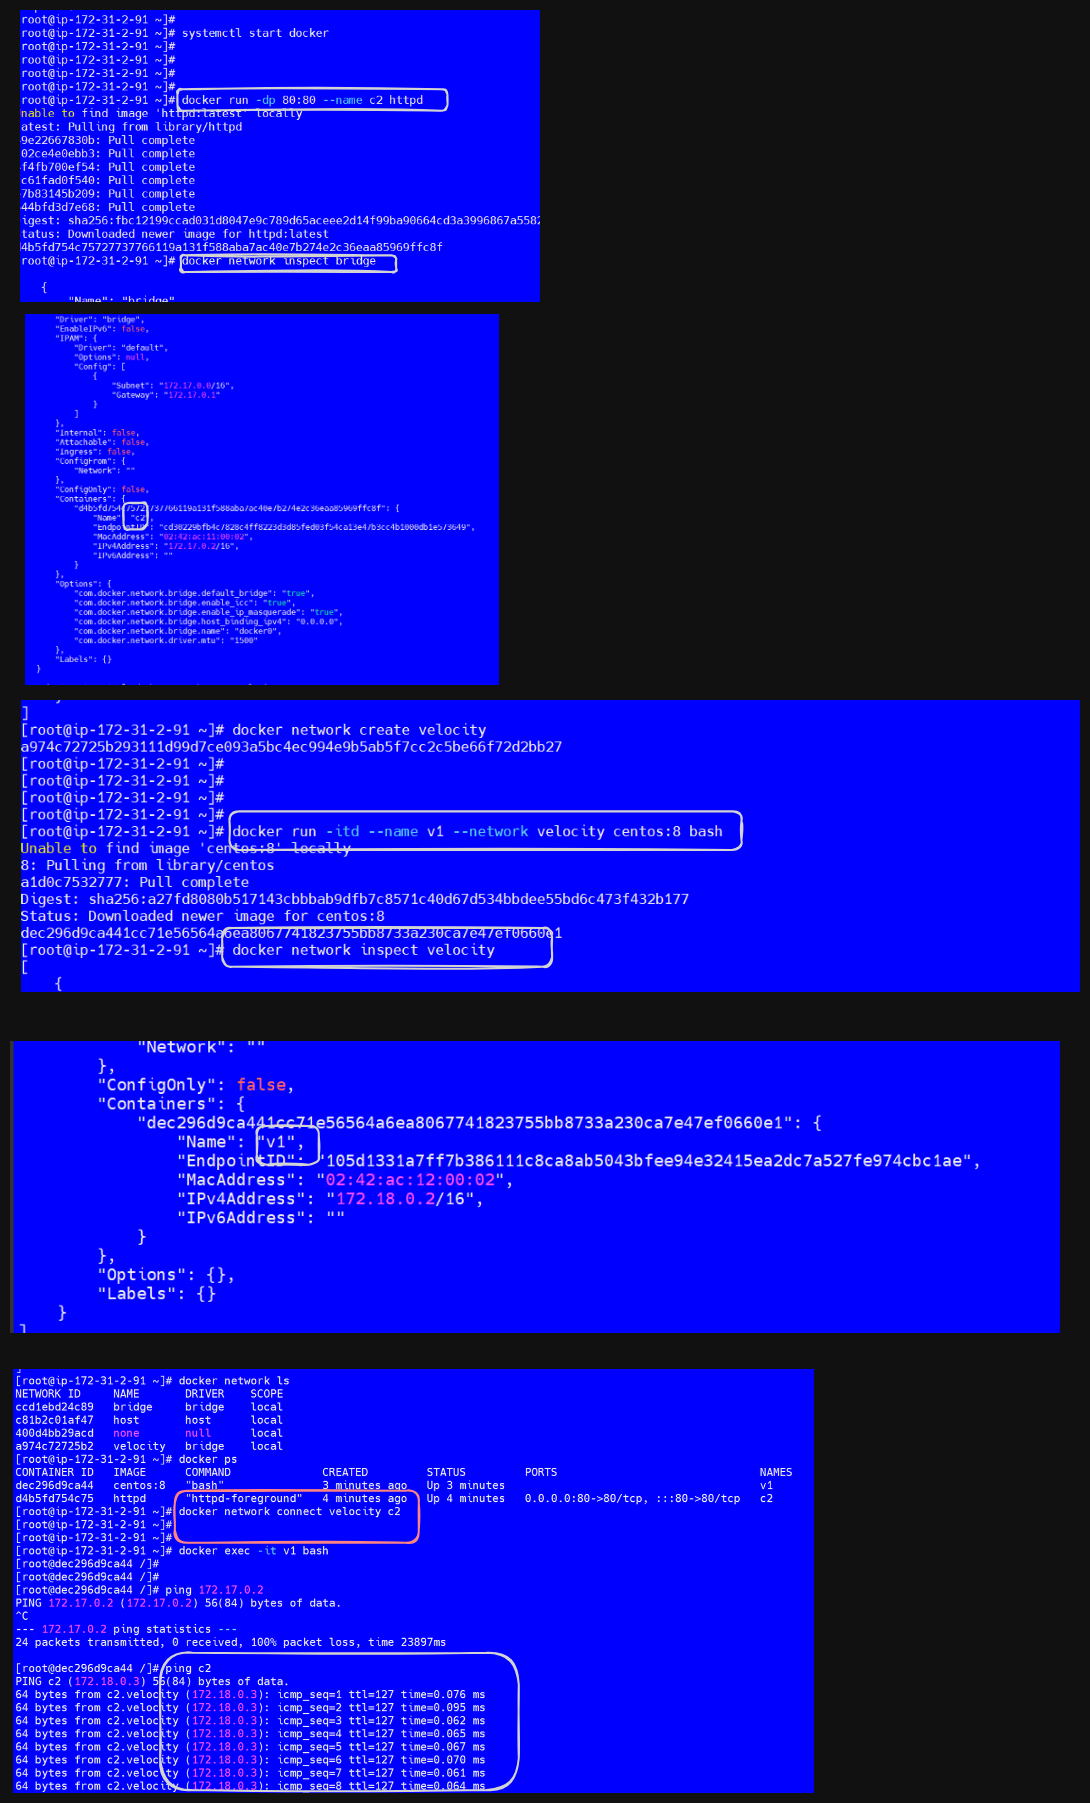 root@ip-172-31-2-91 ~]#
root@ip-172-31-2-91 ~]# systemctl start docker
root@ip-172-31-2-91 ~]#
root@ip-172-31-2-91 ~]#
root@ip-172-31-2-91 ~]#
root@ip-172-31-2-91 ~]#
root@ip-172-31-2-91 ~]# docker run -dp 80:80 --name c2 httpd
nable to find image 'httpd:latest' locally
atest: Pulling from library/httpd
9e22667830b: Pull complete
02ce4e0ebb3: Pull complete
f4fb700ef54: Pull complete
c61fad0f540: Pull complete
7b83145b209: Pull complete
44bfd3d7e68: Pull complete
igest: sha256:fbc12199ccad031d8047e9c789d65aceee2d14f99ba90664cd3a3996867a5582
tatus: Downloaded newer image for httpd:latest
4b5fd754c75727737766119a131f588aba7ac40e7b274e2c36eaa85969ffc8f
root@ip-172-31-2-91 ~]# docker network inspect bridge
{
"Name": "bridge"
"Driver": "bridge",
"EnableIPv6": false,
"IPAM": {
"Driver": "default",
"Options": null,
"Config": [
{
"Subnet": "172.17.0.0/16",
"Gateway": "172.17.0.1"
}
]
},
"Internal": false,
"Attachable": false,
"Ingress": false,
"ConfigFrom": {
"Network": ""
},
"ConfigOnly": false,
"Containers": {
"d4b5fd754c75727737766119a131f588aba7ac40e7b274e2c36eaa85969ffc8f": {
"Name": "c2",
"EndpointID": "cd30229bfb4c7828c4ff8223d3d85fed03f54ca13e47b3cc4b1000db1e573649",
"MacAddress": "02:42:ac:11:00:02",
"IPv4Address": "172.17.0.2/16",
"IPv6Address": ""
}
},
"Options": {
"com.docker.network.bridge.default_bridge": "true",
"com.docker.network.bridge.enable_icc": "true",
"com.docker.network.bridge.enable_ip_masquerade": "true",
"com.docker.network.bridge.host_binding_ipv4": "0.0.0.0",
"com.docker.network.bridge.name": "docker0",
"com.docker.network.driver.mtu": "1500"
},
"Labels": {}
}
]
[root@ip-172-31-2-91 ~]# docker network create velocity
a974c72725b293111d99d7ce093a5bc4ec994e9b5ab5f7cc2c5be66f72d2bb27
[root@ip-172-31-2-91 ~]#
[root@ip-172-31-2-91 ~]#
[root@ip-172-31-2-91 ~]#
[root@ip-172-31-2-91 ~]#
[root@ip-172-31-2-91 ~]# docker run -itd --name v1 --network velocity centos:8 bash
Unable to find image 'centos:8' locally
8: Pulling from library/centos
a1d0c7532777: Pull complete
Digest: sha256:a27fd8080b517143cbbbab9dfb7c8571c40d67d534bbdee55bd6c473f432b177
Status: Downloaded newer image for centos:8
dec296d9ca441cc71e56564a6ea8067741823755bb8733a230ca7e47ef0660e1
[root@ip-172-31-2-91 ~]# docker network inspect velocity
[
{
"Network": ""
},
"ConfigOnly": false,
"Containers": {
"dec296d9ca441cc71e56564a6ea8067741823755bb8733a230ca7e47ef0660e1": {
"Name": "v1",
"EndpointID": "105d1331a7ff7b386111c8ca8ab5043bfee94e32415ea2dc7a527fe974cbc1ae",
"MacAddress": "02:42:ac:12:00:02",
"IPv4Address": "172.18.0.2/16",
"IPv6Address": ""
}
},
"Options": {},
"Labels": {}
}
]
[root@ip-172-31-2-91 ~]# docker network ls
NETWORK ID NAME DRIVER SCOPE
ccd1ebd24c89 bridge bridge local
c81b2c01af47 host host local
400d4bb29acd none null local
a974c72725b2 velocity bridge local
[root@ip-172-31-2-91 ~]# docker ps
CONTAINER ID IMAGE COMMAND CREATED STATUS PORTS NAMES
dec296d9ca44 centos:8 "bash" 3 minutes ago Up 3 minutes v1
d4b5fd754c75 httpd "httpd-foreground" 4 minutes ago Up 4 minutes 0.0.0.0:80->80/tcp, :::80->80/tcp c2
[root@ip-172-31-2-91 ~]# docker network connect velocity c2
[root@ip-172-31-2-91 ~]#
[root@ip-172-31-2-91 ~]#
[root@ip-172-31-2-91 ~]# docker exec -it v1 bash
[root@dec296d9ca44 /]#
[root@dec296d9ca44 /]#
[root@dec296d9ca44 /]# ping 172.17.0.2
PING 172.17.0.2 (172.17.0.2) 56(84) bytes of data.
^C
--- 172.17.0.2 ping statistics ---
24 packets transmitted, 0 received, 100% packet loss, time 23897ms
[root@dec296d9ca44 /]# ping c2
PING c2 (172.18.0.3) 56(84) bytes of data.
64 bytes from c2.velocity (172.18.0.3): icmp_seq=1 ttl=127 time=0.076 ms
64 bytes from c2.velocity (172.18.0.3): icmp_seq=2 ttl=127 time=0.095 ms
64 bytes from c2.velocity (172.18.0.3): icmp_seq=3 ttl=127 time=0.062 ms
64 bytes from c2.velocity (172.18.0.3): icmp_seq=4 ttl=127 time=0.065 ms
64 bytes from c2.velocity (172.18.0.3): icmp_seq=5 ttl=127 time=0.067 ms
64 bytes from c2.velocity (172.18.0.3): icmp_seq=6 ttl=127 time=0.070 ms
64 bytes from c2.velocity (172.18.0.3): icmp_seq=7 ttl=127 time=0.061 ms
64 bytes from c2.velocity (172.18.0.3): icmp_seq=8 ttl=127 time=0.064 ms